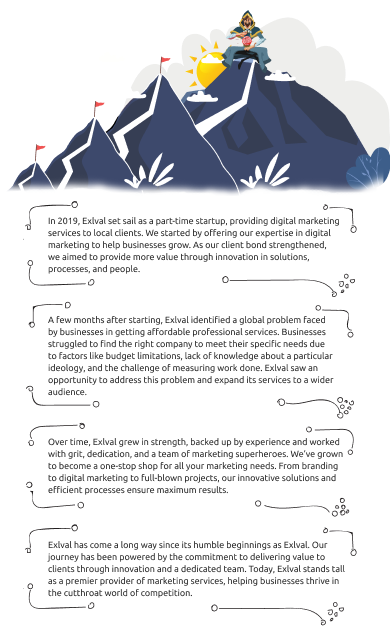 In 2019, Exlval set sail as a part-time startup, providing digital marketing
services to local clients. We started by offering our expertise in digital
marketing to help businesses grow. As our client bond strengthened,
we aimed to provide more value through innovation in solutions,
processes, and people.
A few months after starting, Exlval identified a global problem faced
by businesses in getting affordable professional services. Businesses
struggled to find the right company to meet their specific needs due
to factors like budget limitations, lack of knowledge about a particular
ideology, and the challenge of measuring work done. Exlval saw an
opportunity to address this problem and expand its services to a wider
audience.
Over time, Exlval grew in strength, backed up by experience and worked
with grit, dedication, and a team of marketing superheroes. We've grown
to become a one-stop shop for all your marketing needs. From branding
to digital marketing to full-blown projects, our innovative solutions and
efficient processes ensure maximum results.
Exlval has come a long way since its humble beginnings as Exlval. Our
journey has been powered by the commitment to delivering value to
clients through innovation and a dedicated team. Today, Exlval stands tall
as a premier provider of marketing services, helping businesses thrive in
the cutthroat world of competition.